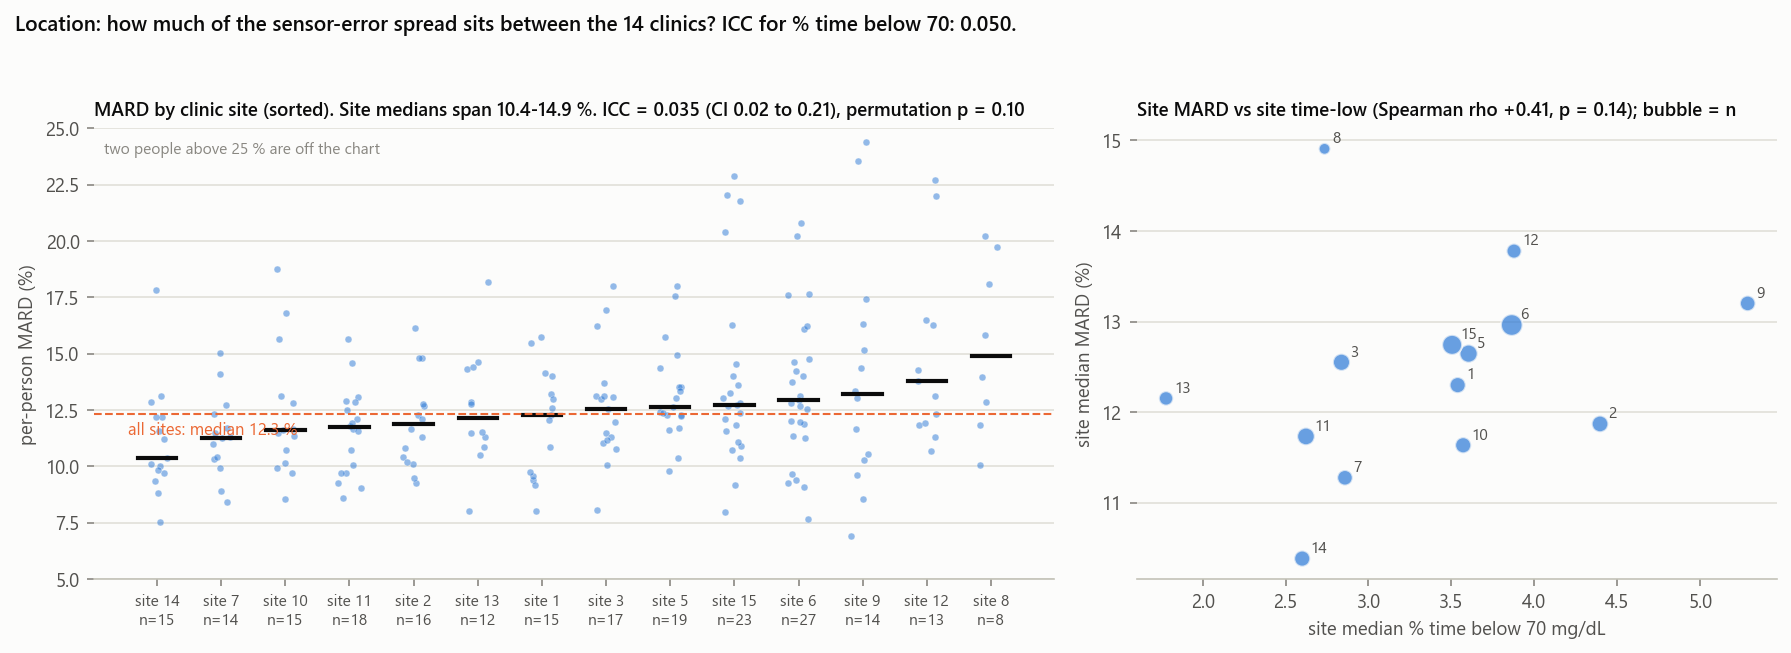 Location: how much of the sensor-error spread sits between the 14 clinics? ICC for % time below 70: 0.050.
MARD by clinic site (sorted). Site medians span 10.4-14.9 %. ICC = 0.035 (CI 0.02 to 0.21), permutation p = 0.10
two people above 25 % are off the chart
25.0
22.5
20.0
17.5
15.0
12.5
10.0
7.5
5.0
per-person MARD (%)
all sites: median 12.3 %
site 14 n=15
site 7 n=14
site 10 n=15
site 11 n=18
site 2 n=16
site 13 n=12
site 1 n=15
site 3 n=17
site 5 n=19
site 15 n=23
site 6 n=27
site 9 n=14
site 12 n=13
site 8 n=8
Site MARD vs site time-low (Spearman rho +0.41, p = 0.14); bubble = n
15
14
13
12
11
site median MARD (%)
8
12
9
6
15
5
3
1
13
2
11
10
7
14
2.0
2.5
3.0
3.5
4.0
4.5
5.0
site median % time below 70 mg/dL